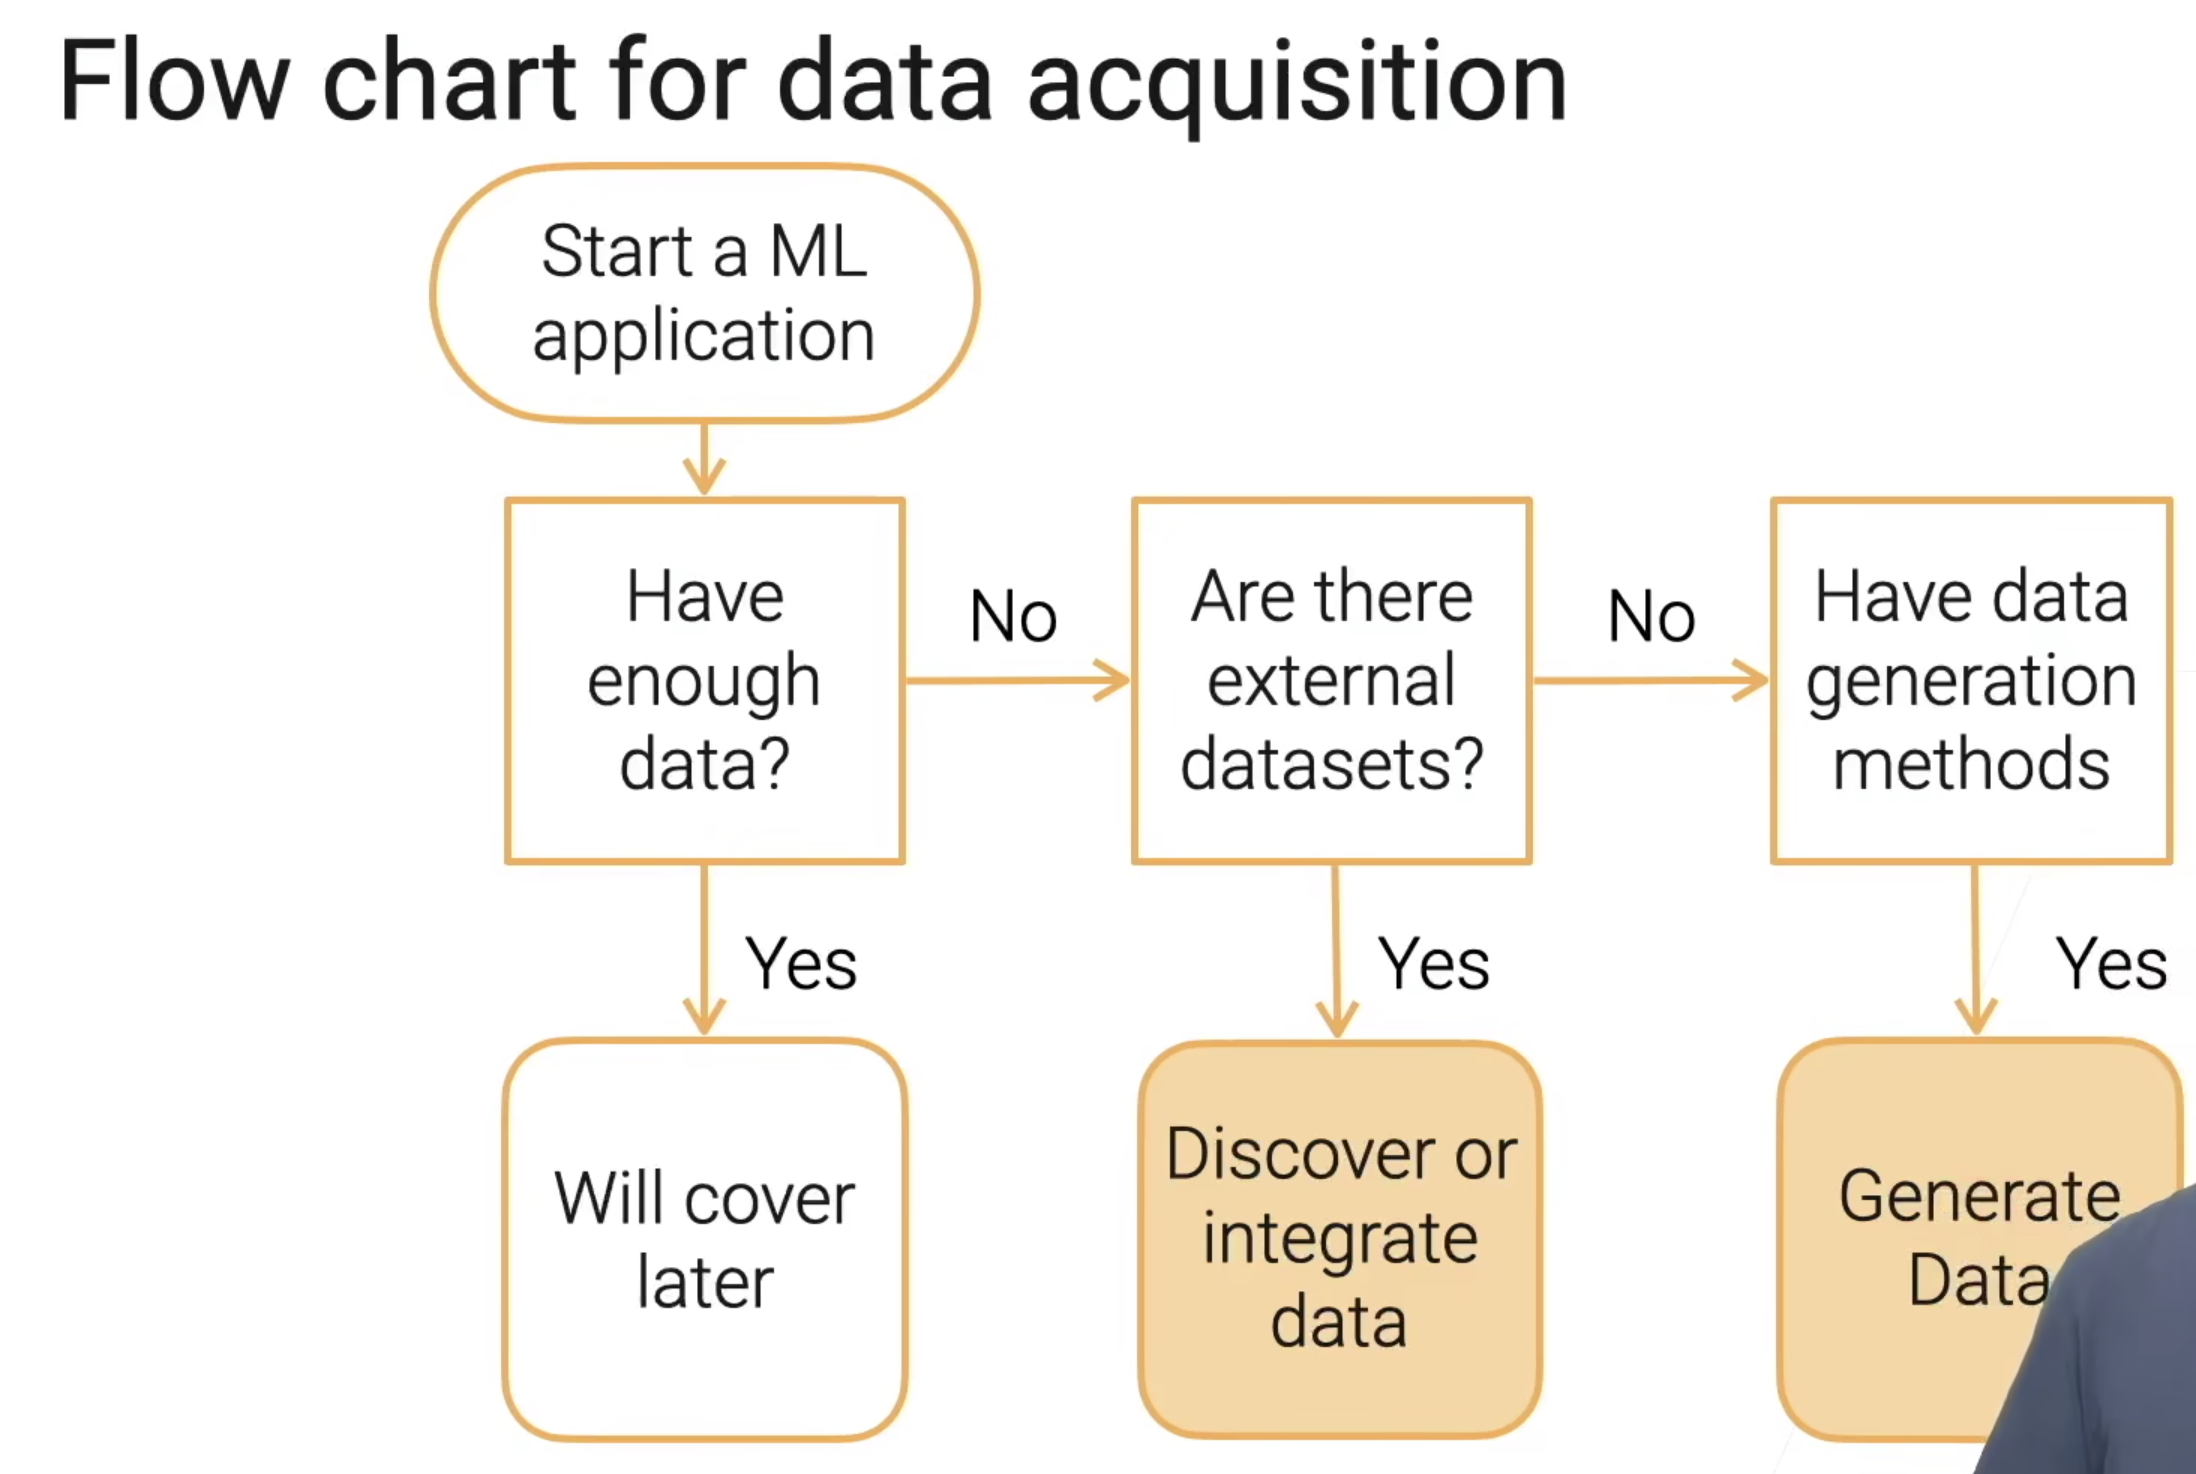 Flow chart for data acquisition
Start a ML
application
Have
enough
data?
No
Are there
external
datasets?
No
Have data
generation
methods
Yes
Yes
Yes
Will cover
later
Discover or
integrate
data
Generate
Data